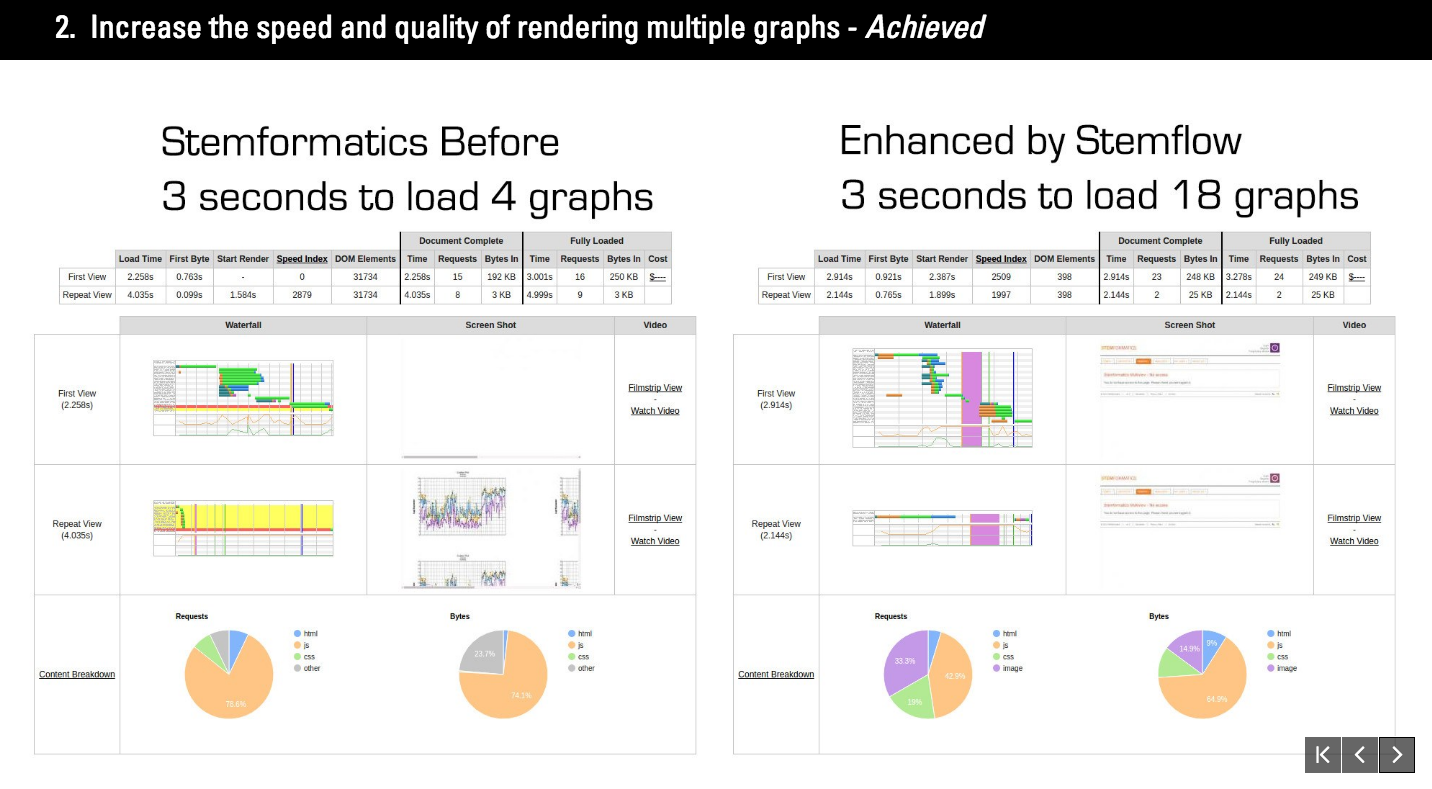 2. Increase the speed and quality of rendering multiple graphs - Achieved
Stemformatics Before
3 seconds to load 4 graphs
Document Complete Fully Loaded
Load Time First Byte Start Render Speed Index DOM Elements Time Requests Bytes In Time Requests Bytes In Cost
First View 2.258s 0.763s - 0 31734 2.258s 15 192 KB 3.001s 16 250 KB $----
Repeat View 4.035s 0.099s 1.584s 2879 31734 4.035s 8 3 KB 4.999s 9 3 KB
Waterfall Screen Shot Video
First View
(2.258s)
Filmstrip View
-
Watch Video
Repeat View
(4.035s)
Filmstrip View
-
Watch Video
Content Breakdown
Requests
html
js
css
other
78.6%
Bytes
html
js
css
other
23.7%
74.1%
Enhanced by Stemflow
3 seconds to load 18 graphs
Document Complete Fully Loaded
Load Time First Byte Start Render Speed Index DOM Elements Time Requests Bytes In Time Requests Bytes In Cost
First View 2.914s 0.921s 2.387s 2509 398 2.914s 23 248 KB 3.278s 24 249 KB $----
Repeat View 2.144s 0.765s 1.899s 1997 398 2.144s 2 25 KB 2.144s 2 25 KB
Waterfall Screen Shot Video
First View
(2.914s)
STEMFORMATICS
Filmstrip View
-
Watch Video
Repeat View
(2.144s)
STEMFORMATICS
Filmstrip View
-
Watch Video
Content Breakdown
Requests
html
js
css
image
33.3%
42.9%
19%
Bytes
html
js
css
image
9%
14.9%
64.9%